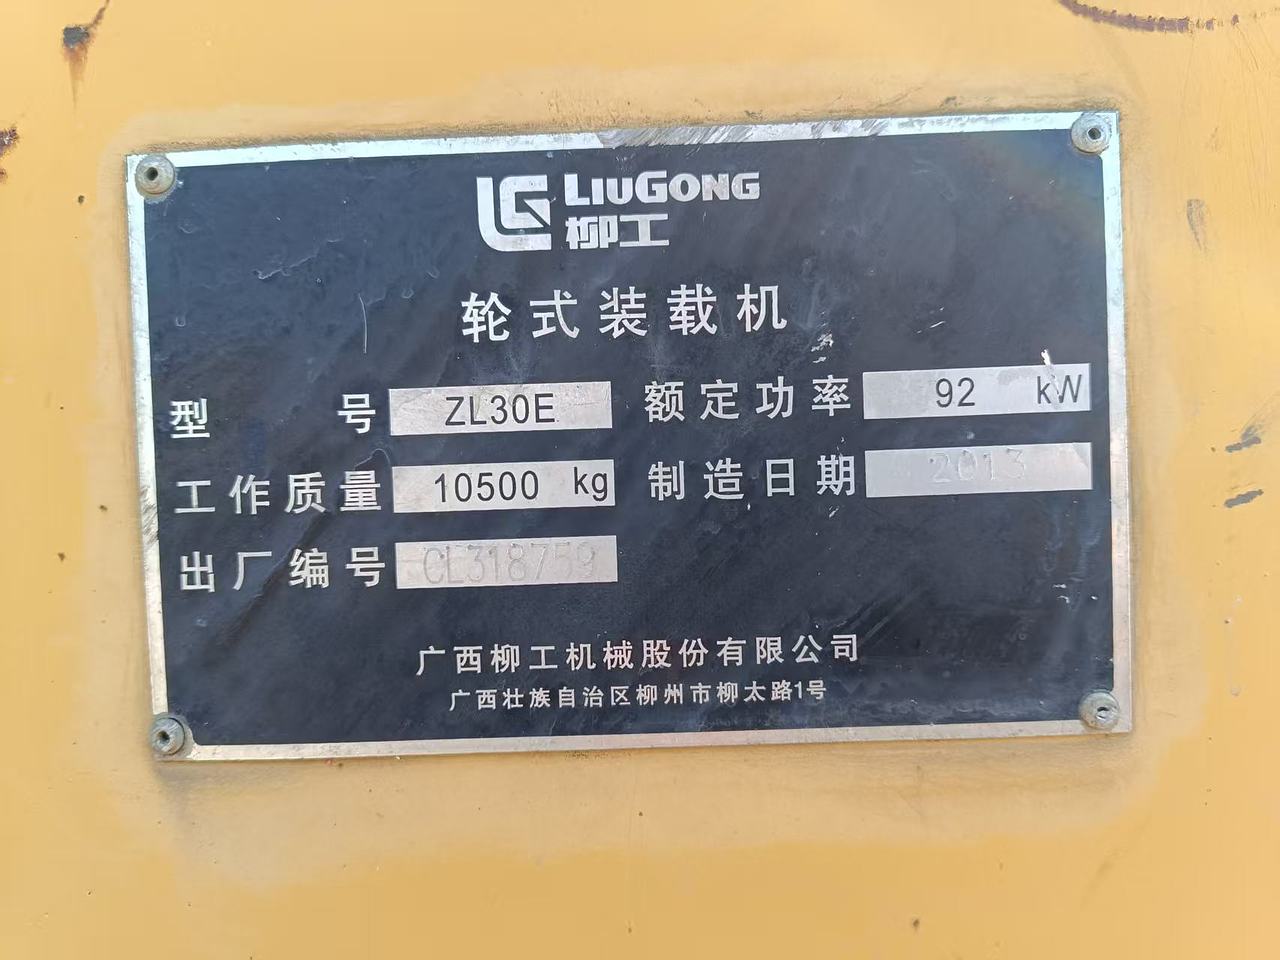 LG LIUGONG
柳工
轮式装载机
型号 ZL30E 额定功率 92 kW
工作质量 10500 kg 制造日期 2013
出厂编号 CL318759
广西柳工机械股份有限公司
广西壮族自治区柳州市柳太路1号